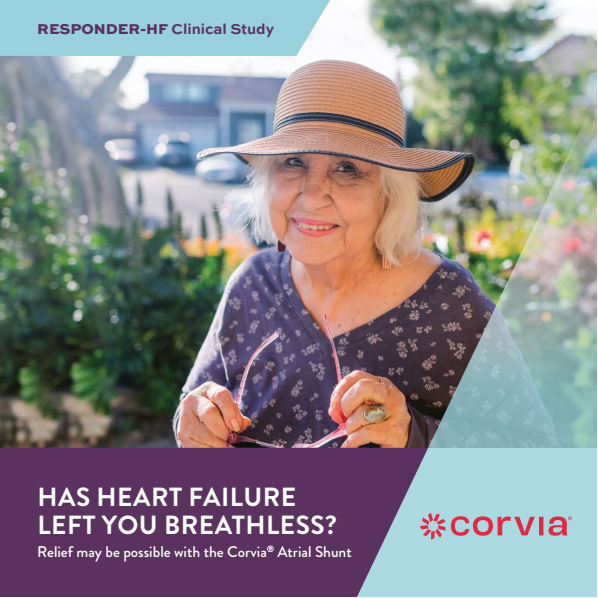 RESPONDER-HF Clinical Study
HAS HEART FAILURE
LEFT YOU BREATHLESS?
Relief may be possible with the Corvia® Atrial Shunt
corvia®